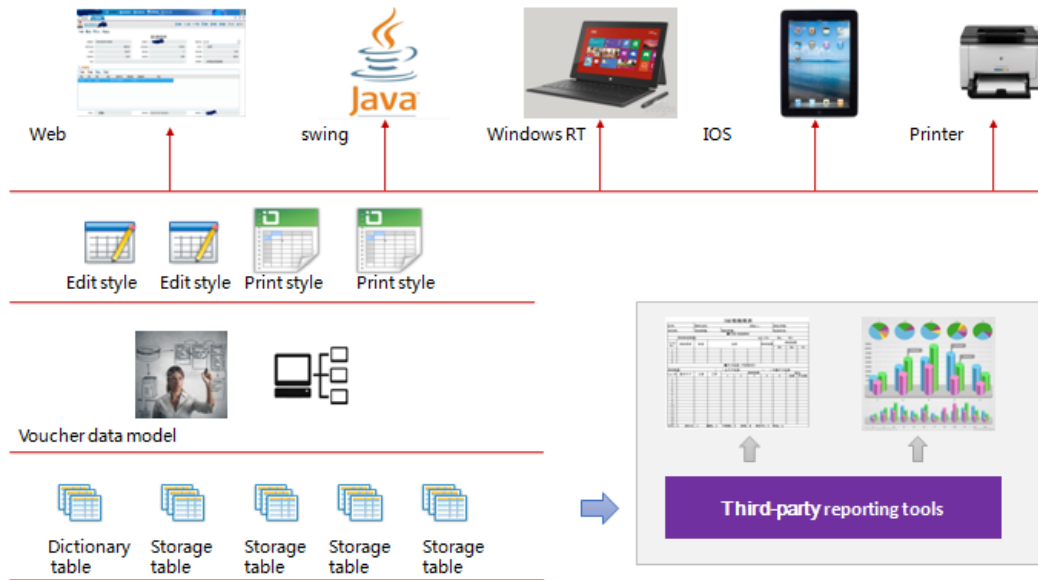 Java
Web
swing
Windows RT
IOS
Printer
Edit style
Edit style
Print style
Print style
Voucher data model
Third-party reporting tools
Dictionary
table
Storage
table
Storage
table
Storage
table
Storage
table